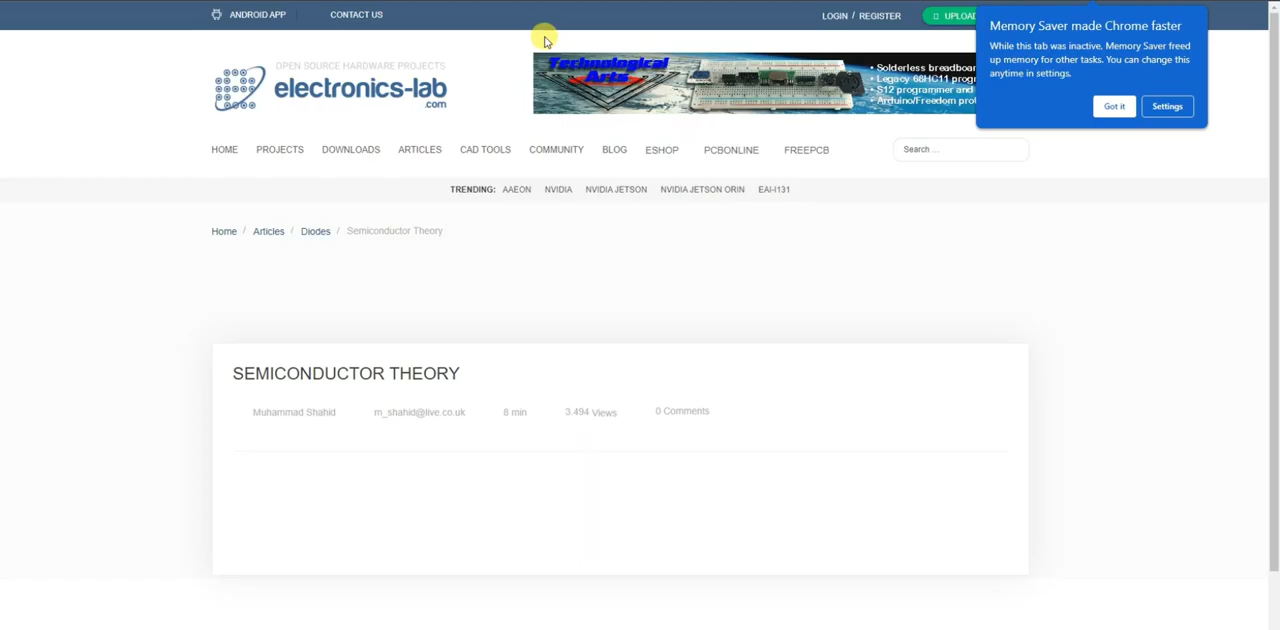 ANDROID APP
CONTACT US
LOGIN / REGISTER
UPLOAD
Memory Saver made Chrome faster
While this tab was inactive, Memory Saver freed
up memory for other tasks. You can change this
anytime in settings.
Got it
Settings
OPEN SOURCE HARDWARE PROJECTS
electronics-lab
.com
Technological
Arts
• Solderless breadboa
• Legacy 68HC11 prog
• S12 programmer and
• Arduino/Freedom prot
HOME
PROJECTS
DOWNLOADS
ARTICLES
CAD TOOLS
COMMUNITY
BLOG
ESHOP
PCBONLINE
FREEPCB
Search ...
TRENDING: AAEON NVIDIA NVIDIA JETSON NVIDIA JETSON ORIN EAI-I131
Home / Articles / Diodes / Semiconductor Theory
SEMICONDUCTOR THEORY
Muhammad Shahid
m_shahid@live.co.uk
8 min
3.494 Views
0 Comments